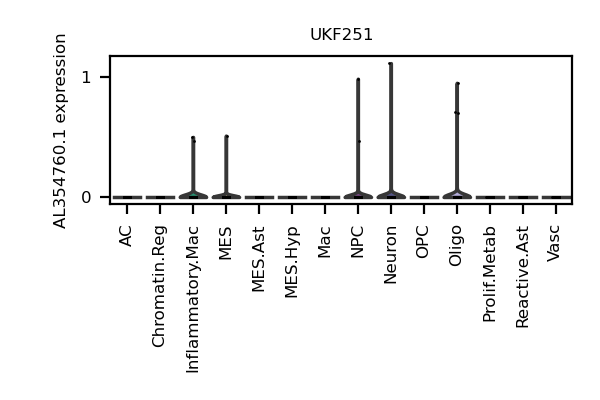 UKF251
AL354760.1 expression
1
0
AC
Chromatin.Reg
Inflammatory.Mac
MES
MES.Ast
MES.Hyp
Mac
NPC
Neuron
OPC
Oligo
Prolif.Metab
Reactive.Ast
Vasc